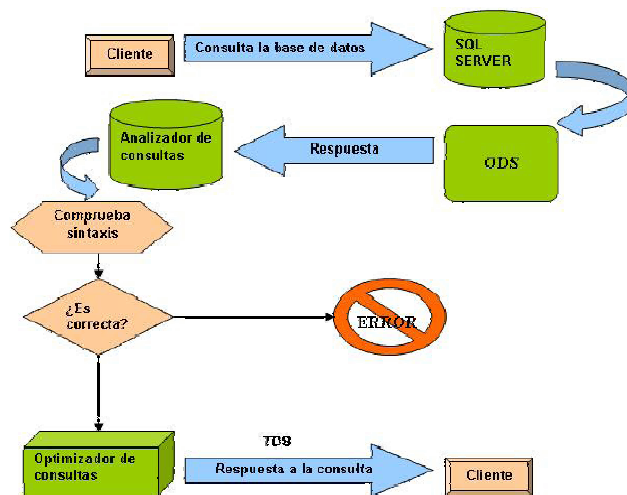 Cliente
Consulta la base de datos
SQL
SERVER
Analizador de
consultas
Respuesta
ODS
Comprueba
sintaxis
¿Es
correcta?
ERROR
TDS
Optimizador de
consultas
Respuesta a la consulta
Cliente